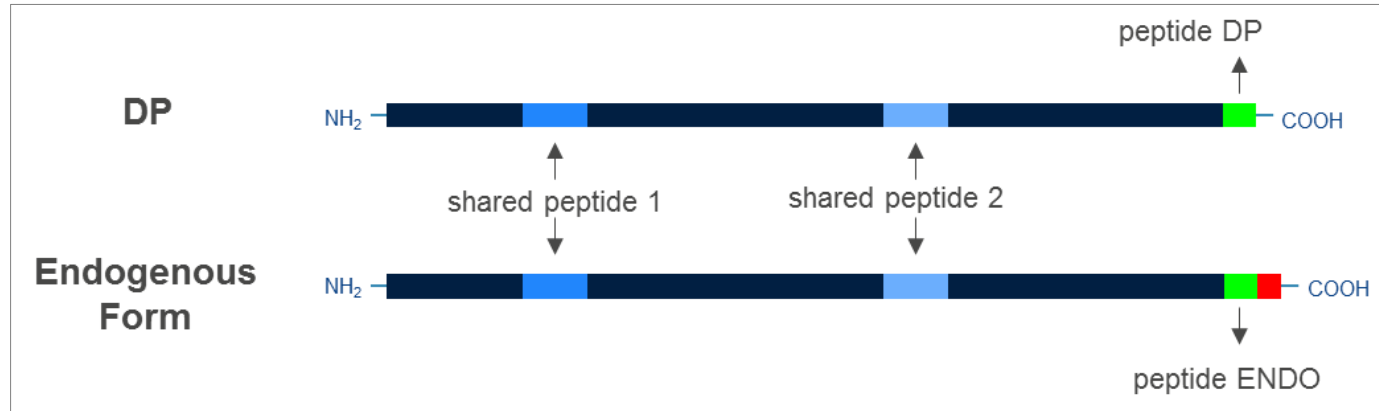 peptide DP
DP
NH2
COOH
shared peptide 1
shared peptide 2
Endogenous
Form
NH2
COOH
peptide ENDO